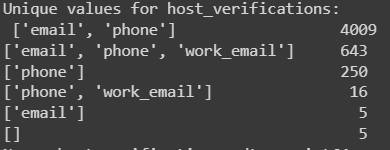 Unique values for host_verifications:
['email', 'phone'] 4009
['email', 'phone', 'work_email'] 643
['phone'] 250
['phone', 'work_email'] 16
['email'] 5
[] 5